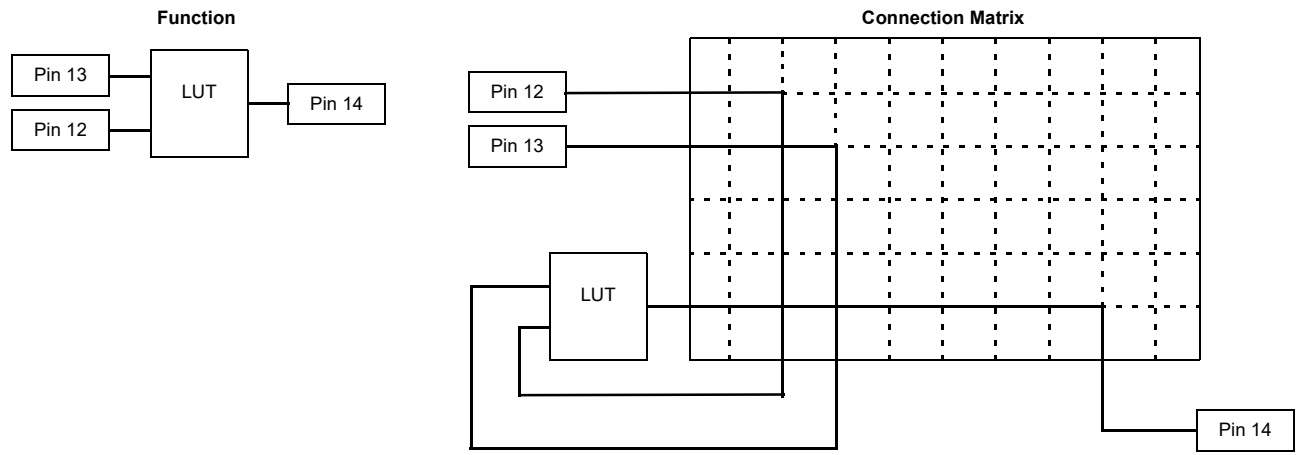 Function
Pin 13
LUT
Pin 14
Pin 12
Connection Matrix
Pin 12
Pin 13
LUT
Pin 14